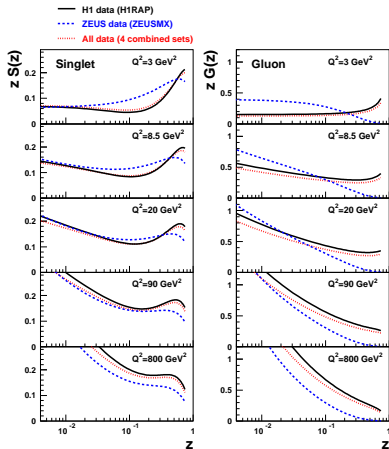 H1 data (H1RAP)
ZEUS data (ZEUSMX)
All data (4 combined sets)
z S(z)
z G(z)
Singlet
Q²=3 GeV²
0.2
0.1
0
Q²=8.5 GeV²
0.2
0.1
0
Q²=20 GeV²
0.2
0.1
0
Q²=90 GeV²
0.2
0.1
0
Q²=800 GeV²
0.2
0.1
0
10⁻² 10⁻¹ 1
z
Gluon
Q²=3 GeV²
1
0.5
0
Q²=8.5 GeV²
1
0.5
0
Q²=20 GeV²
1
0.5
0
Q²=90 GeV²
1
0.5
0
Q²=800 GeV²
1
0.5
0
10⁻² 10⁻¹ 1
z